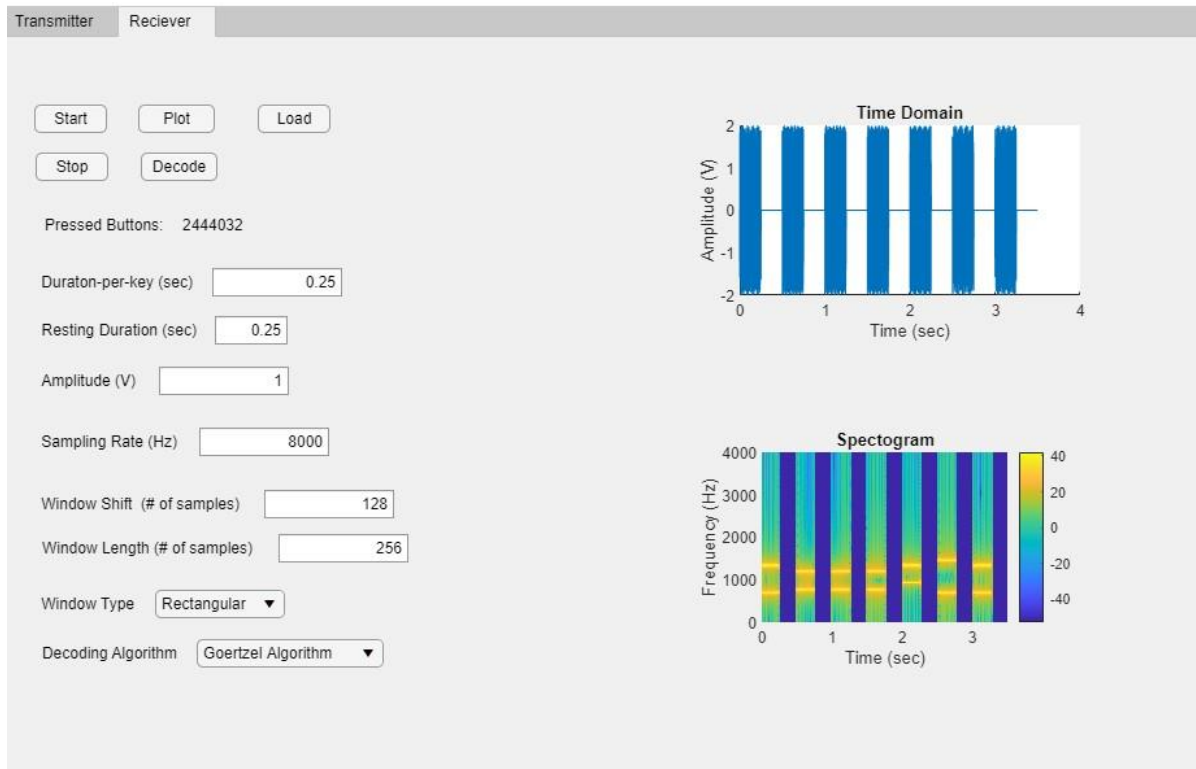 Transmitter Reciever
Start Plot Load
Stop Decode
Pressed Buttons: 2444032
Duraton-per-key (sec) 0.25
Resting Duration (sec) 0.25
Amplitude (V) 1
Sampling Rate (Hz) 8000
Window Shift (# of samples) 128
Window Length (# of samples) 256
Window Type Rectangular
Decoding Algorithm Goertzel Algorithm
Time Domain
Amplitude (V)
2
1
0
-1
-2
0 1 2 3 4
Time (sec)
Spectogram
Frequency (Hz)
4000
3000
2000
1000
0
0 1 2 3
Time (sec)
40
20
0
-20
-40